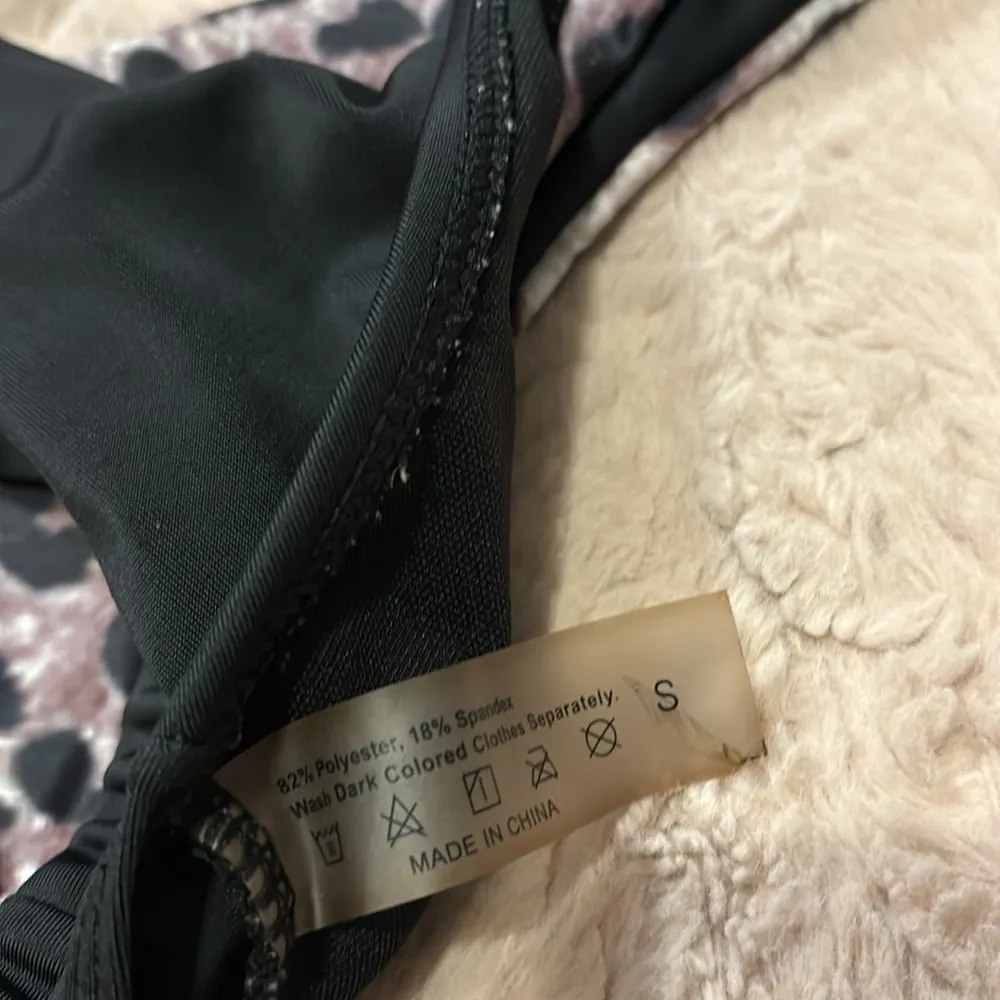 82% Polyester, 18% Spandex
Wash Dark Colored Clothes Separately.
S
MADE IN CHINA